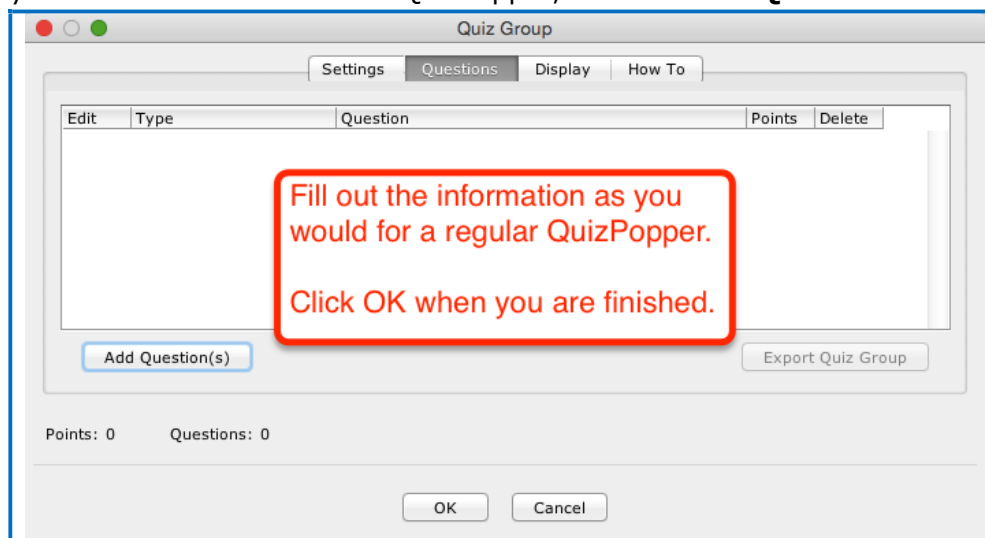 Quiz Group
Settings Questions Display How To
Edit Type Question Points Delete
Fill out the information as you
would for a regular QuizPopper.
Click OK when you are finished.
Add Question(s) Export Quiz Group
Points: 0 Questions: 0
OK Cancel